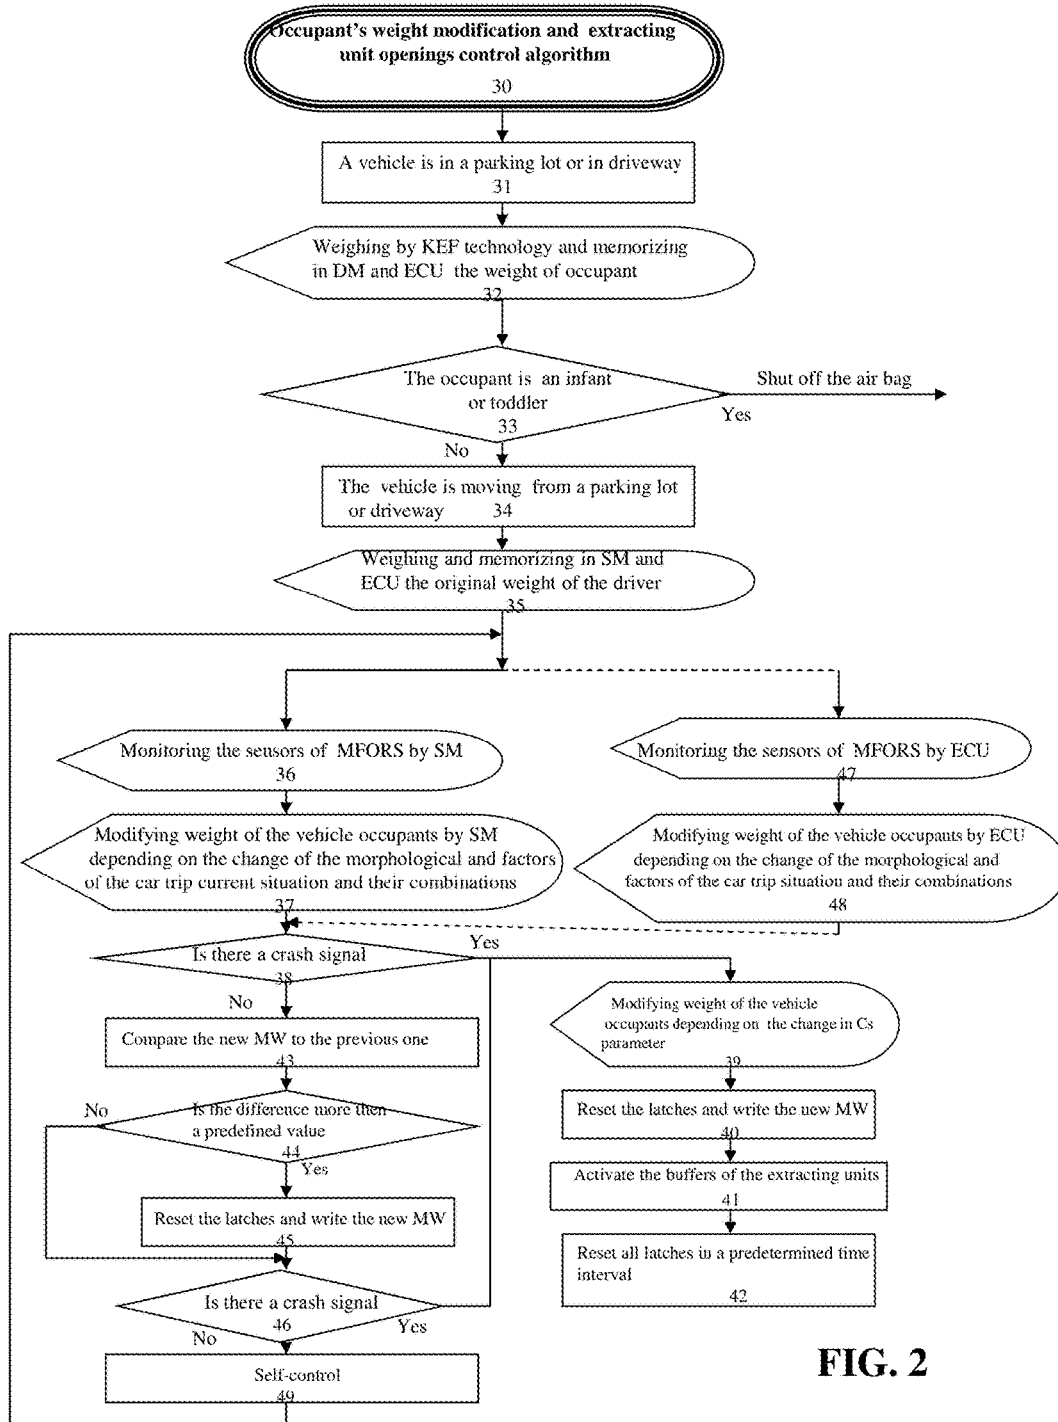 Occupant's weight modification and extracting
unit openings control algorithm
30
A vehicle is in a parking lot or in driveway
31
Weighing by KEF technology and memorizing
in DM and ECU the weight of occupant
32
The occupant is an infant
or toddler
33
Shut off the air bag
Yes
No
The vehicle is moving from a parking lot
or driveway 34
Weighing and memorizing in SM and
ECU the original weight of the driver
35
Monitoring the sensors of MFORS by SM
36
Monitoring the sensors of MFORS by ECU
47
Modifying weight of the vehicle occupants by SM
depending on the change of the morphological and factors
of the car trip current situation and their combinations
37
Modifying weight of the vehicle occupants by ECU
depending on the change of the morphological and
factors of the car trip situation and their combinations
48
Is there a crash signal
38
Yes
No
Modifying weight of the vehicle
occupants depending on the change in Cs
parameter
39
Compare the new MW to the previous one
43
Reset the latches and write the new MW
40
No
Is the difference more then
a predefined value
44
Yes
Activate the buffers of the extracting units
41
Reset the latches and write the new MW
45
Reset all latches in a predetermined time
interval
42
Is there a crash signal
46
Yes
No
Self-control
49
FIG. 2